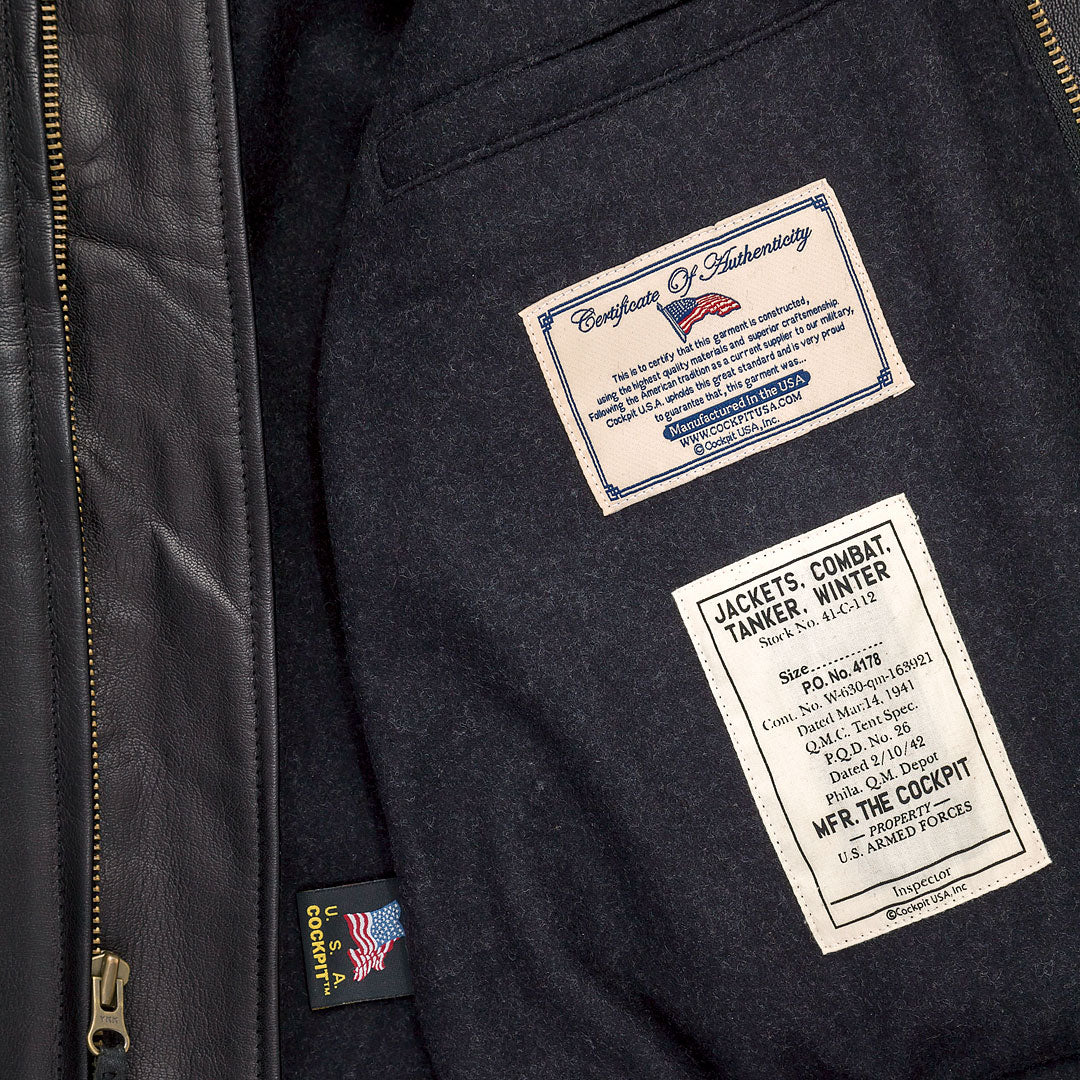 Certificate Of Authenticity
This is to certify that this garment is constructed,
using the highest quality materials and superior craftsmanship.
Following the American tradition as a current supplier to our military,
Cockpit U.S.A. upholds this great standard and is very proud
to guarantee that, this garment was...
Manufactured in the USA
WWW.COCKPITUSA.COM
©Cockpit USA, Inc.
JACKETS, COMBAT,
TANKER, WINTER
Stock No. 41-C-112
Size............
P.O. No. 4178
Cont. No. W-630-qm-163921
Dated Mar.14, 1941
Q.M.C. Tent Spec.
P.Q.D. No. 26
Dated 2/10/42
Phila. Q.M. Depot
MFR. THE COCKPIT
— PROPERTY —
U.S. ARMED FORCES
Inspector
©Cockpit USA, Inc
U. S. A.
COCKPIT™
YKK